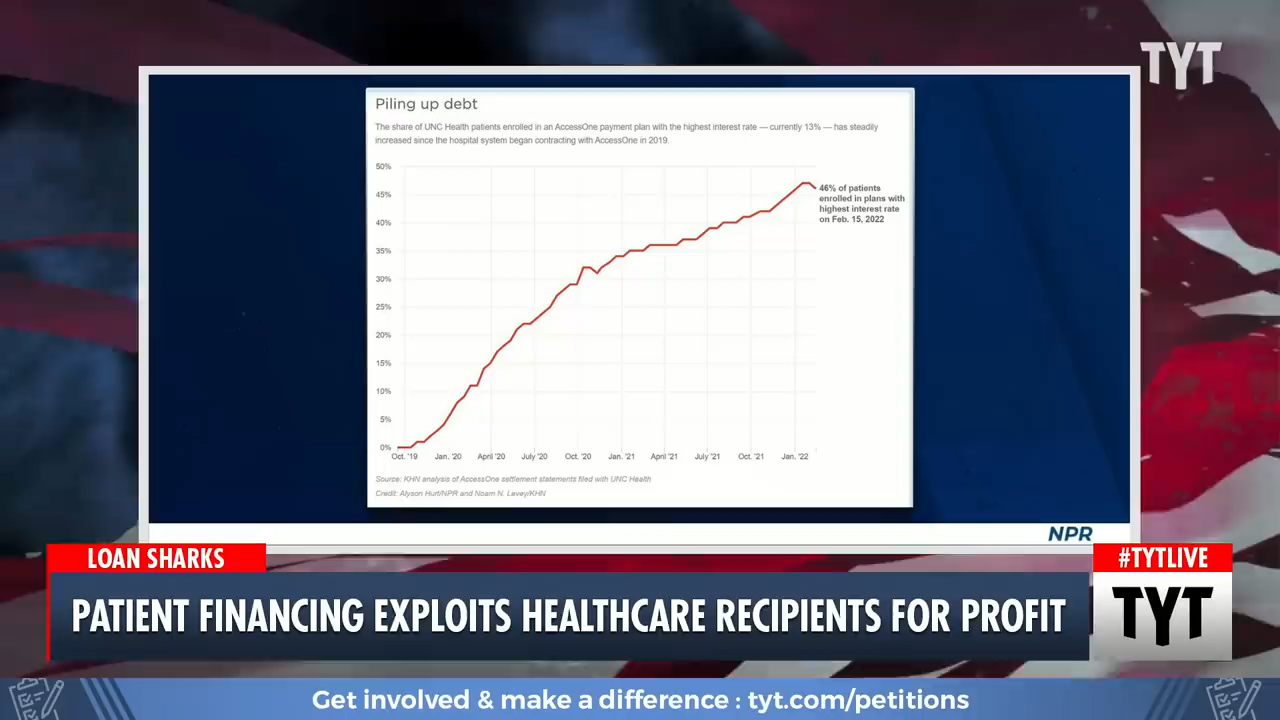 TYT
Piling up debt
The share of UNC Health patients enrolled in an AccessOne payment plan with the highest interest rate — currently 13% — has steadily
increased since the hospital system began contracting with AccessOne in 2019.
50%
45%
40%
35%
30%
25%
20%
15%
10%
5%
0%
46% of patients
enrolled in plans with
highest interest rate
on Feb. 15, 2022
Oct. '19 Jan. '20 April '20 July '20 Oct. '20 Jan. '21 April '21 July '21 Oct. '21 Jan. '22
Source: KHN analysis of AccessOne settlement statements filed with UNC Health
Credit: Alyson Hurt/NPR and Noam N. Levey/KHN
NPR
LOAN SHARKS
#TYTLIVE
PATIENT FINANCING EXPLOITS HEALTHCARE RECIPIENTS FOR PROFIT
TYT
Get involved & make a difference : tyt.com/petitions